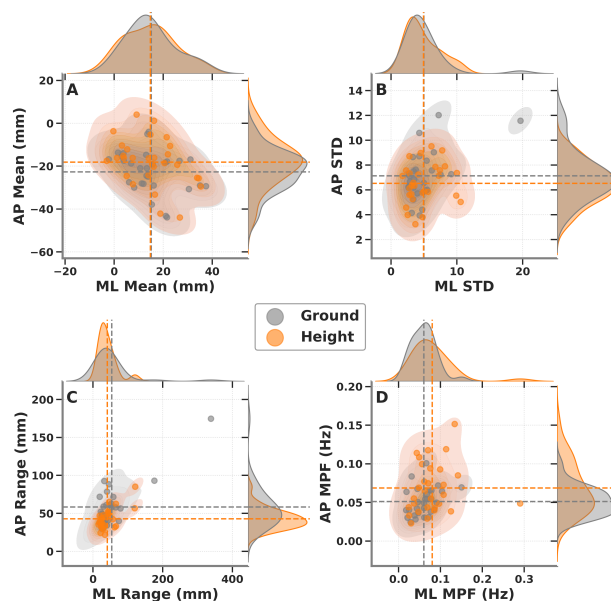 A
20
0
−20
−40
−60
AP Mean (mm)
−20 0 20 40
ML Mean (mm)
B
14
12
10
8
6
4
2
AP STD
0 10 20
ML STD
Ground
Height
C
200
150
100
50
0
AP Range (mm)
0 200 400
ML Range (mm)
D
0.20
0.15
0.10
0.05
0.00
AP MPF (Hz)
0.0 0.1 0.2 0.3
ML MPF (Hz)